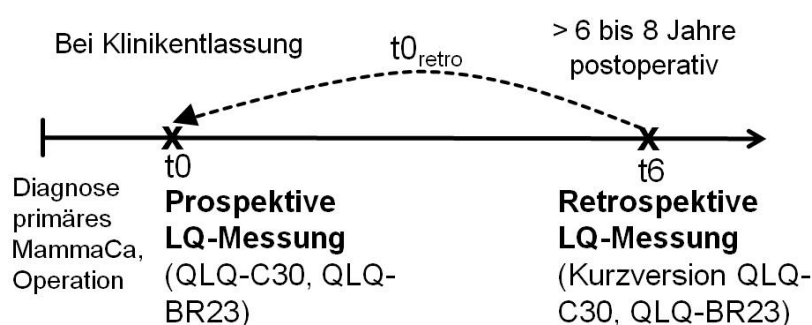 Bei Klinikentlassung
t0retro
> 6 bis 8 Jahre
postoperativ
X
X
t0
t6
Diagnose
primäres
MammaCa,
Operation
Prospektive
LQ-Messung
(QLQ-C30, QLQ-
BR23)
Retrospektive
LQ-Messung
(Kurzversion QLQ-
C30, QLQ-BR23)